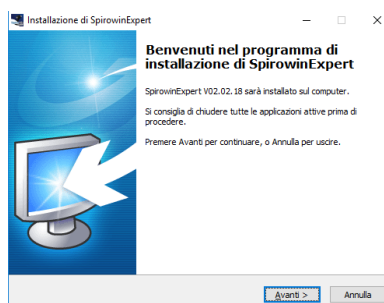 Installazione di SpirowinExpert
Benvenuti nel programma di
installazione di SpirowinExpert
SpirowinExpert V02.02.18 sarà installato sul computer.
Si consiglia di chiudere tutte le applicazioni attive prima di
procedere.
Premere Avanti per continuare, o Annulla per uscire.
Avanti >
Annulla